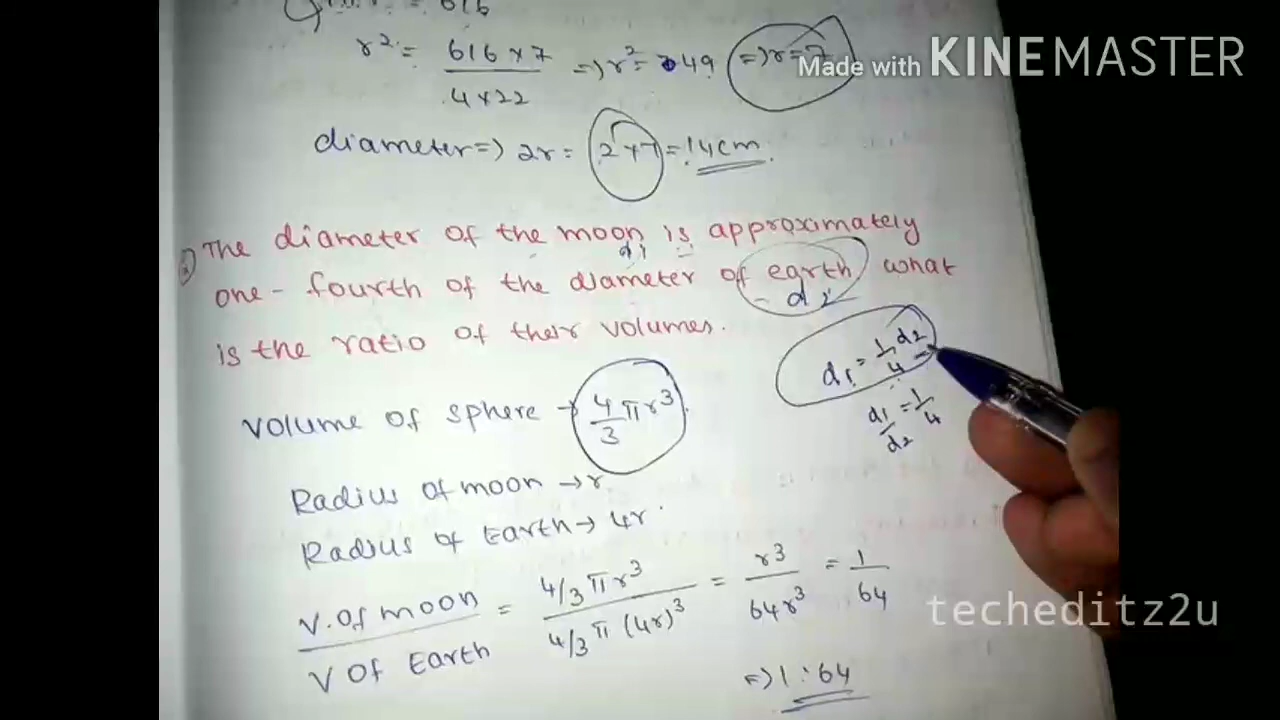 = 616
r² = 616×7 / 4×22 => r² = 49 => r=7
Made with KINEMASTER
diameter => 2r = 2×7 = 14cm.
The diameter of the moon is approximately
d1
one-fourth of the diameter of earth what
d2
is the ratio of their volumes.
d1 = 1/4 d2
d1/d2 = 1/4
Volume of sphere → 4/3 πr³
Radius of moon → r
Radius of Earth → 4r
V. Of moon / V Of Earth = 4/3 πr³ / 4/3 π (4r)³ = r³ / 64r³ = 1/64
techeditz2u
=> 1:64